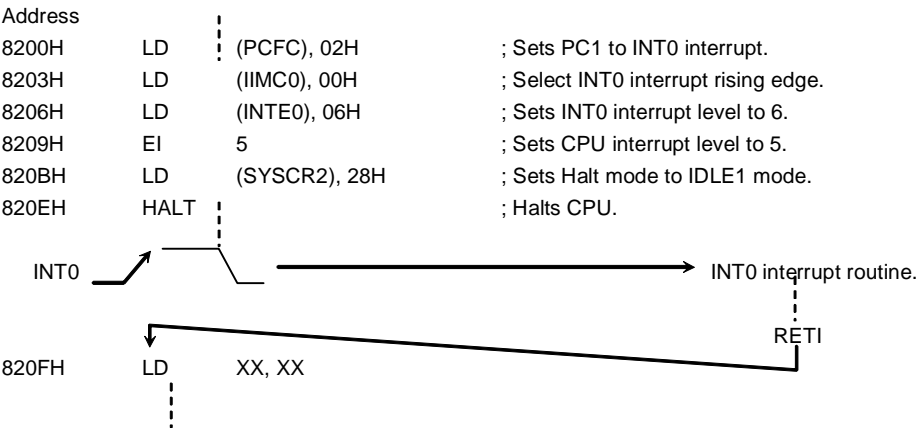 Address
8200H LD (PCFC), 02H ; Sets PC1 to INT0 interrupt.
8203H LD (IIMC0), 00H ; Select INT0 interrupt rising edge.
8206H LD (INTE0), 06H ; Sets INT0 interrupt level to 6.
8209H EI 5 ; Sets CPU interrupt level to 5.
820BH LD (SYSCR2), 28H ; Sets Halt mode to IDLE1 mode.
820EH HALT ; Halts CPU.
INT0 INT0 interrupt routine.
RETI
820FH LD XX, XX